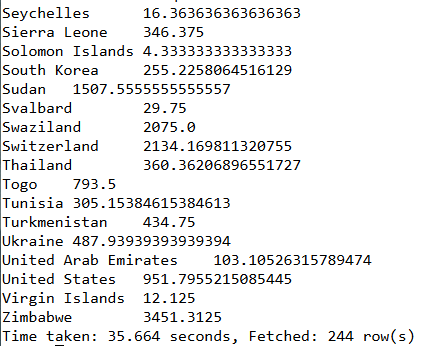 Seychelles 16.363636363636363
Sierra Leone 346.375
Solomon Islands 4.333333333333333
South Korea 255.2258064516129
Sudan 1507.5555555555557
Svalbard 29.75
Swaziland 2075.0
Switzerland 2134.169811320755
Thailand 360.36206896551727
Togo 793.5
Tunisia 305.15384615384613
Turkmenistan 434.75
Ukraine 487.93939393939394
United Arab Emirates 103.10526315789474
United States 951.7955215085445
Virgin Islands 12.125
Zimbabwe 3451.3125
Time taken: 35.664 seconds, Fetched: 244 row(s)